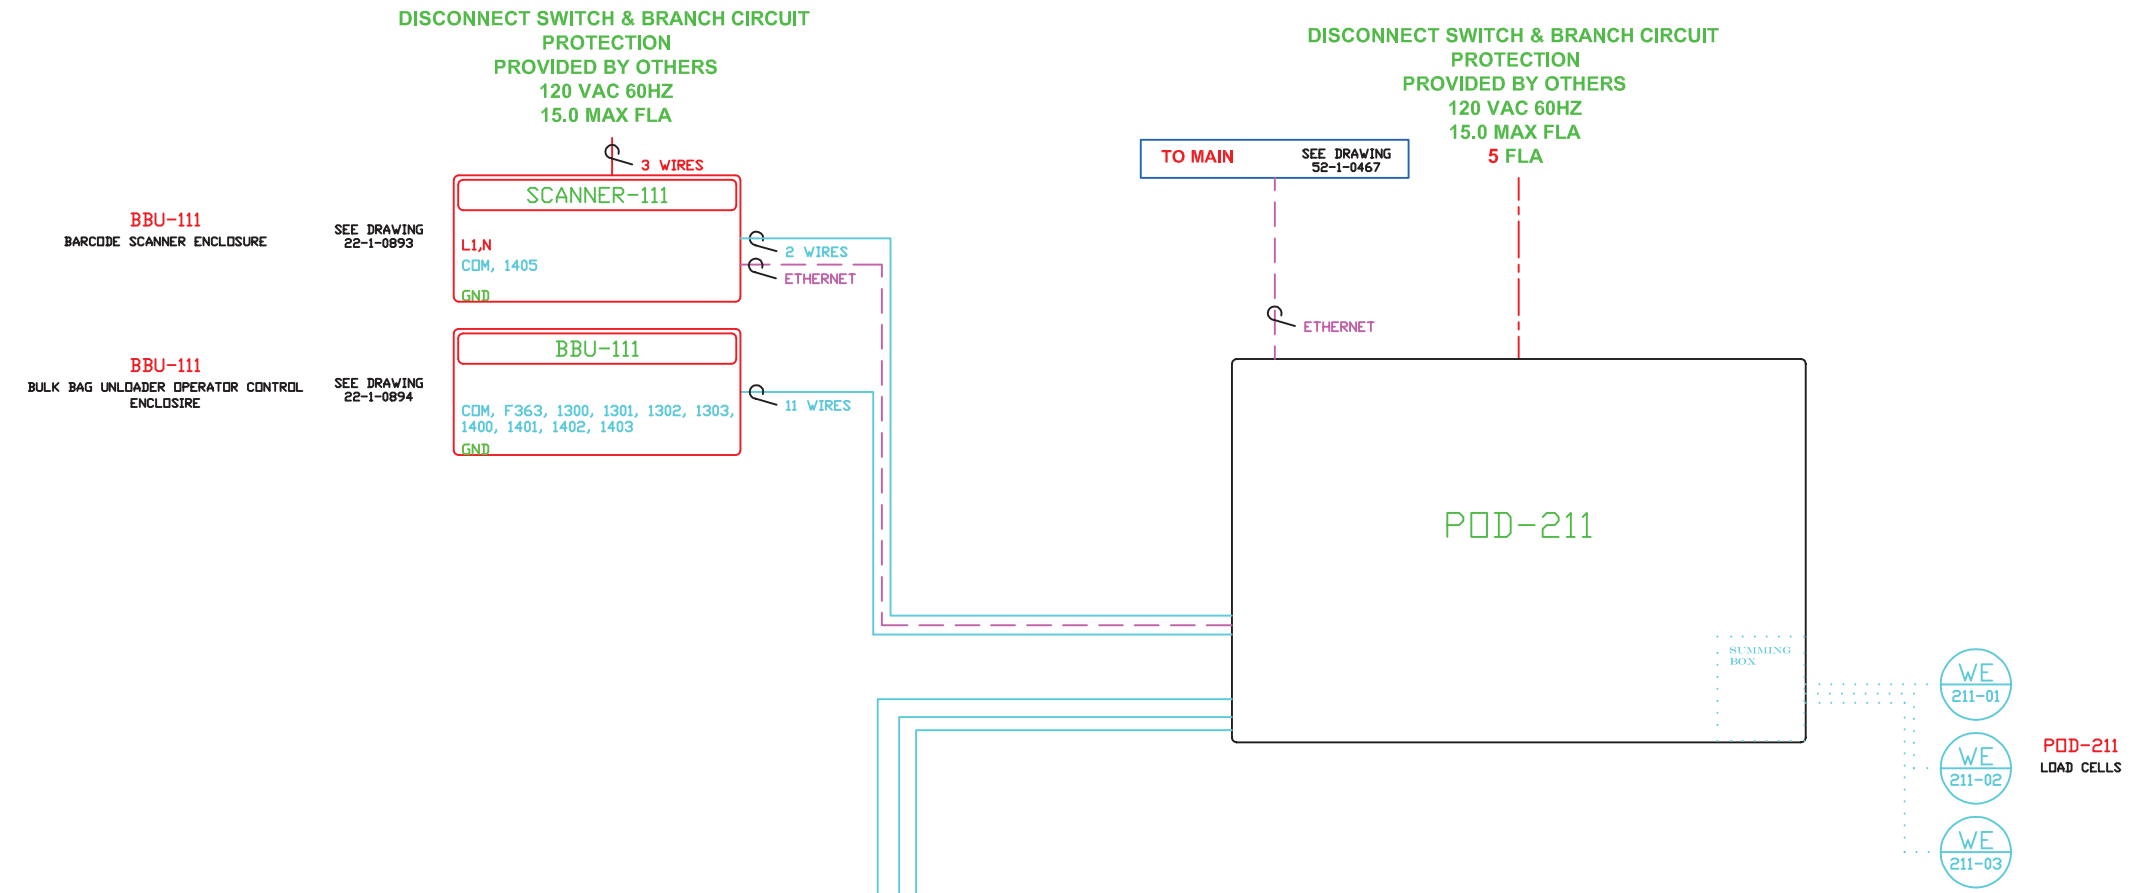 DISCONNECT SWITCH & BRANCH CIRCUIT
PROTECTION
PROVIDED BY OTHERS
120 VAC 60HZ
15.0 MAX FLA
3 WIRES
SCANNER-111
BBU-111
BARCODE SCANNER ENCLOSURE
SEE DRAWING
22-1-0893
L1,N
COM, 1405
GND
2 WIRES
ETHERNET
BBU-111
BBU-111
BULK BAG UNLOADER OPERATOR CONTROL
ENCLOSIRE
SEE DRAWING
22-1-0894
COM, F363, 1300, 1301, 1302, 1303,
1400, 1401, 1402, 1403
GND
11 WIRES
DISCONNECT SWITCH & BRANCH CIRCUIT
PROTECTION
PROVIDED BY OTHERS
120 VAC 60HZ
15.0 MAX FLA
5 FLA
TO MAIN
SEE DRAWING
52-1-0467
ETHERNET
POD-211
SUMMING
BOX
WE
211-01
WE
211-02
WE
211-03
POD-211
LOAD CELLS